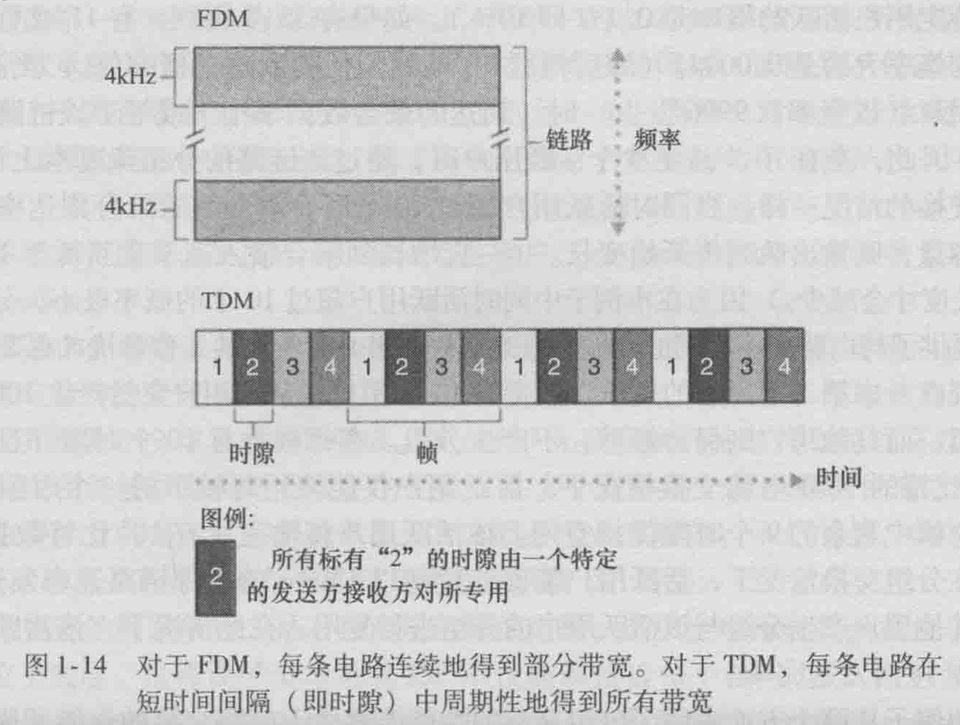 FDM
4kHz
链路
频率
4kHz
TDM
1 2 3 4 1 2 3 4 1 2 3 4 1 2 3 4
时隙
帧
时间
图例:
2
所有标有“2”的时隙由一个特定
的发送方接收方对所专用
图 1-14 对于 FDM，每条电路连续地得到部分带宽。对于 TDM，每条电路在
短时间间隔（即时隙）中周期性地得到所有带宽